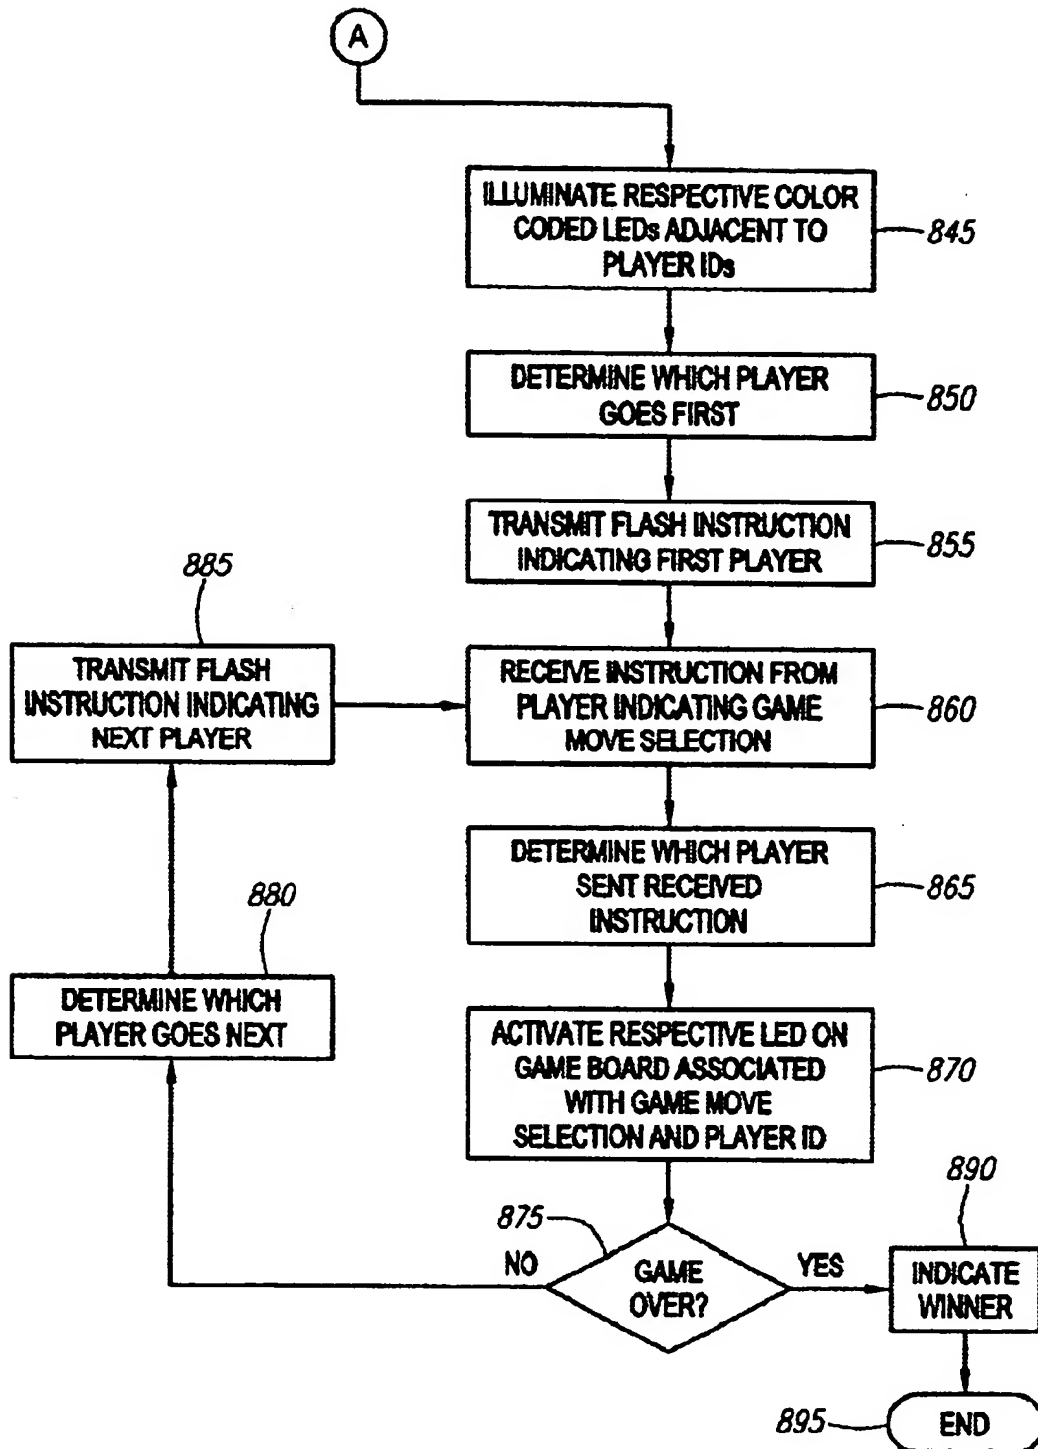 A
ILLUMINATE RESPECTIVE COLOR
CODED LEDs ADJACENT TO
PLAYER IDs
845
DETERMINE WHICH PLAYER
GOES FIRST
850
TRANSMIT FLASH INSTRUCTION
INDICATING FIRST PLAYER
855
885
TRANSMIT FLASH
INSTRUCTION INDICATING
NEXT PLAYER
RECEIVE INSTRUCTION FROM
PLAYER INDICATING GAME
MOVE SELECTION
860
DETERMINE WHICH PLAYER
SENT RECEIVED
INSTRUCTION
865
880
DETERMINE WHICH
PLAYER GOES NEXT
ACTIVATE RESPECTIVE LED ON
GAME BOARD ASSOCIATED
WITH GAME MOVE
SELECTION AND PLAYER ID
870
875
NO
GAME
OVER?
YES
890
INDICATE
WINNER
895
END